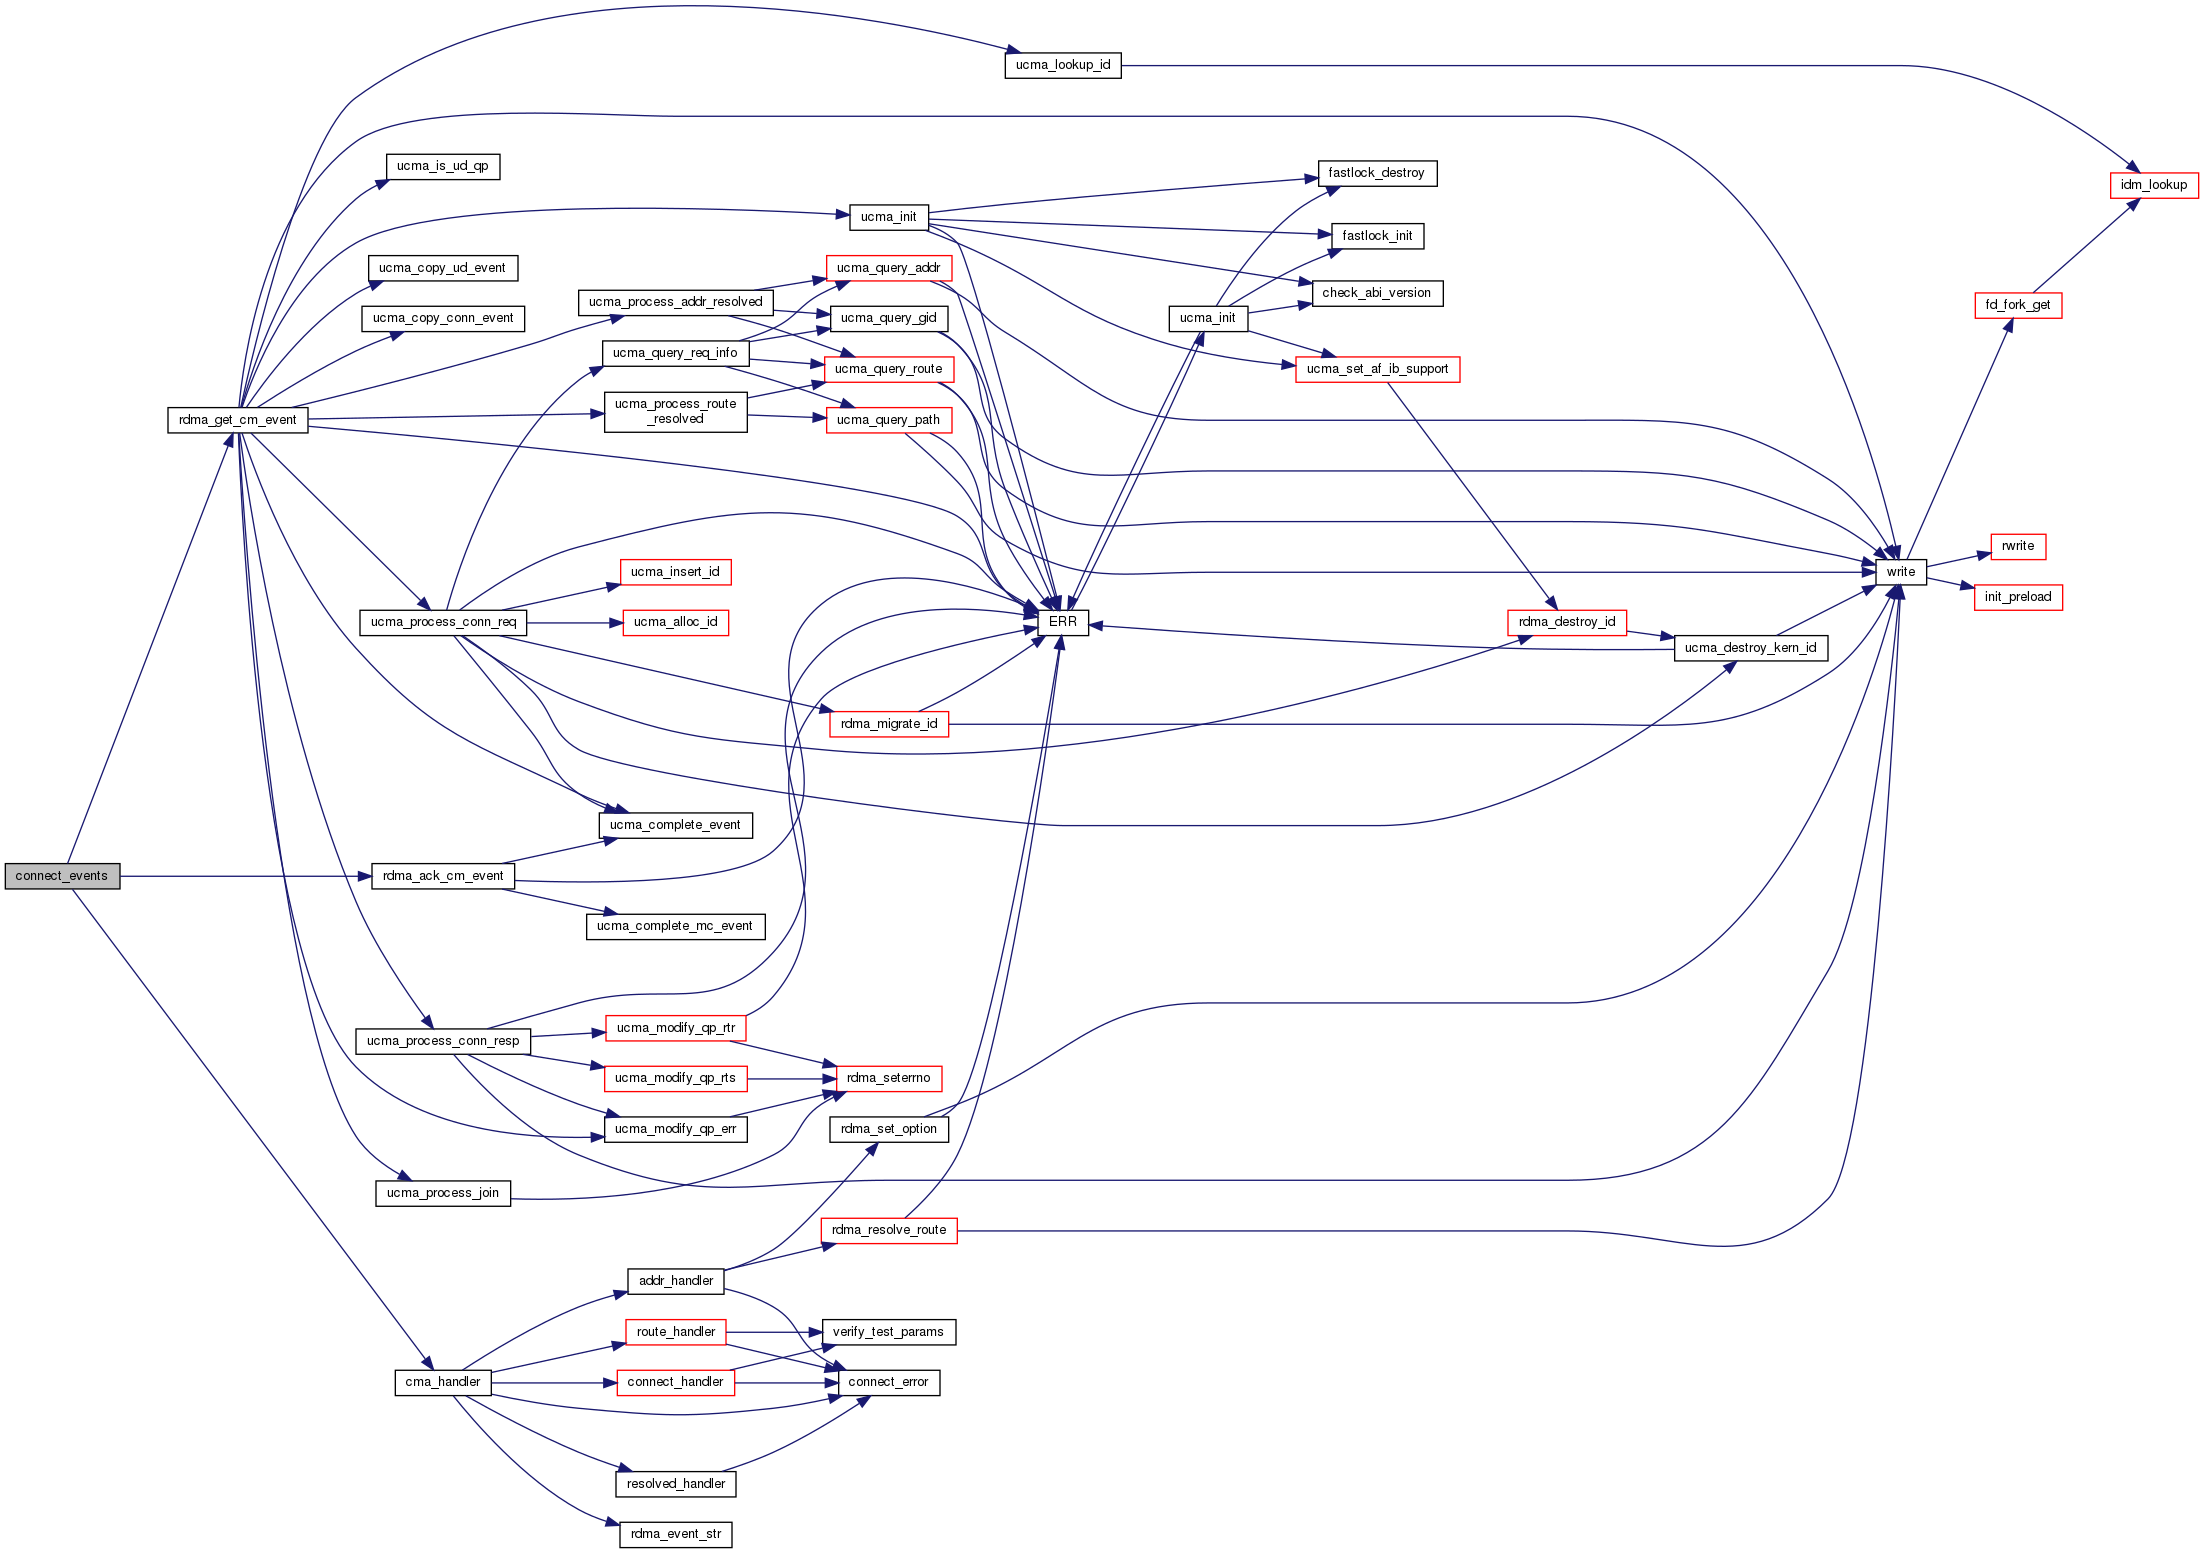 ucma_lookup_id
ucma_is_ud_qp
fastlock_destroy
idm_lookup
ucma_init
fastlock_init
ucma_copy_ud_event
ucma_query_addr
check_abi_version
ucma_process_addr_resolved
fd_fork_get
ucma_copy_conn_event
ucma_query_gid
ucma_init
ucma_query_req_info
ucma_query_route
ucma_set_af_ib_support
ucma_process_route
_resolved
rdma_get_cm_event
ucma_query_path
rwrite
ucma_insert_id
write
init_preload
ucma_process_conn_req
ucma_alloc_id
ERR
rdma_destroy_id
ucma_destroy_kern_id
rdma_migrate_id
ucma_complete_event
connect_events
rdma_ack_cm_event
ucma_complete_mc_event
ucma_modify_qp_rtr
ucma_process_conn_resp
ucma_modify_qp_rts
rdma_seterrno
ucma_modify_qp_err
rdma_set_option
ucma_process_join
rdma_resolve_route
addr_handler
route_handler
verify_test_params
cma_handler
connect_handler
connect_error
resolved_handler
rdma_event_str